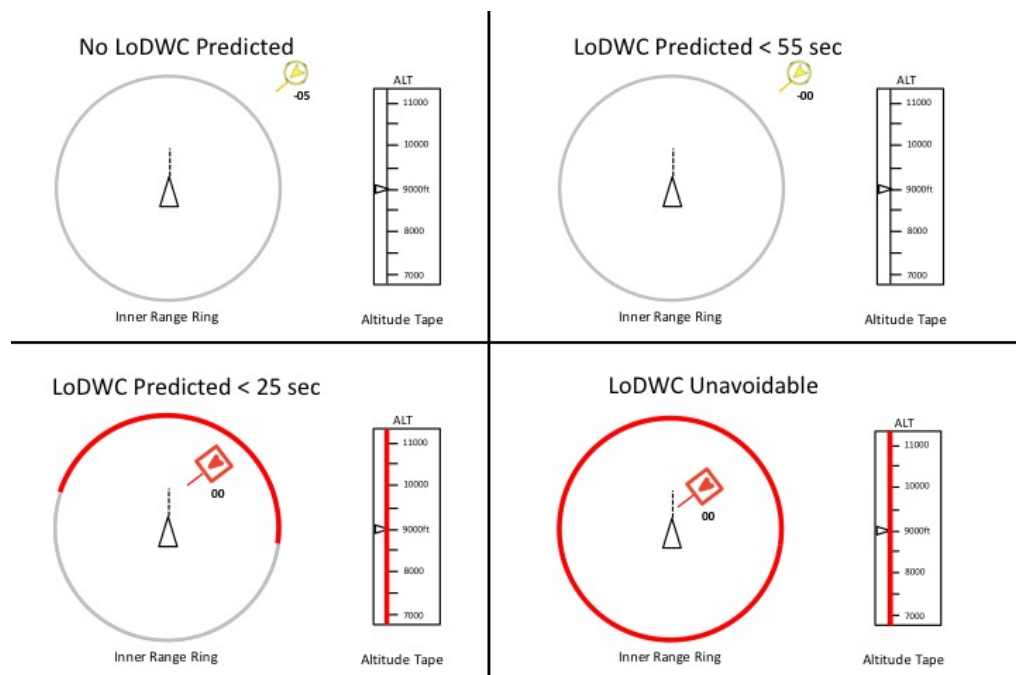 No LoDWC Predicted
-05
ALT
11000
10000
9000ft
8000
7000
Inner Range Ring
Altitude Tape
LoDWC Predicted < 55 sec
-00
ALT
11000
10000
9000ft
8000
7000
Inner Range Ring
Altitude Tape
LoDWC Predicted < 25 sec
00
ALT
11000
10000
9000ft
8000
7000
Inner Range Ring
Altitude Tape
LoDWC Unavoidable
00
ALT
11000
10000
9000ft
8000
7000
Inner Range Ring
Altitude Tape